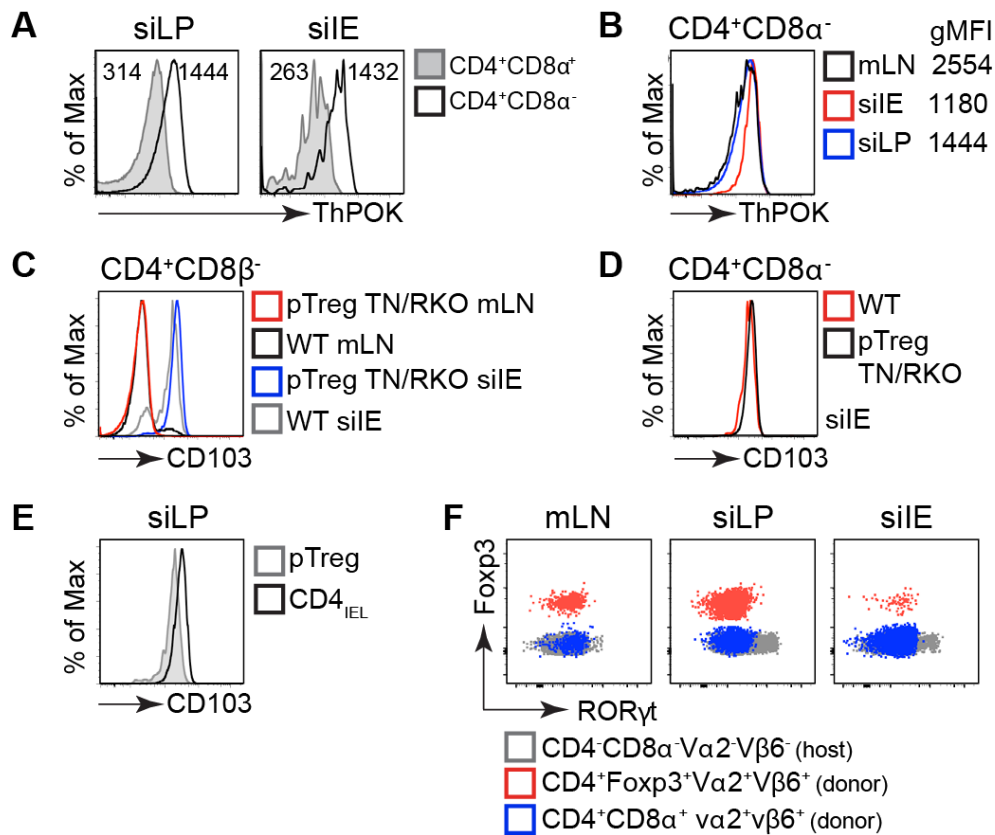 A
siLP
siIE
314
1444
263
1432
CD4⁺CD8α⁺
CD4⁺CD8α⁻
% of Max
ThPOK
B
CD4⁺CD8α⁻
gMFI
mLN 2554
siIE 1180
siLP 1444
% of Max
ThPOK
C
CD4⁺CD8β⁻
pTreg TN/RKO mLN
WT mLN
pTreg TN/RKO siIE
WT siIE
% of Max
CD103
D
CD4⁺CD8α⁻
WT
pTreg
TN/RKO
siIE
% of Max
CD103
E
siLP
pTreg
CD4IEL
% of Max
CD103
F
mLN
siLP
siIE
Foxp3
RORγt
CD4⁻CD8α⁻Vα2⁻Vβ6⁻ (host)
CD4⁺Foxp3⁺Vα2⁺Vβ6⁺ (donor)
CD4⁺CD8α⁺ vα2⁺vβ6⁺ (donor)